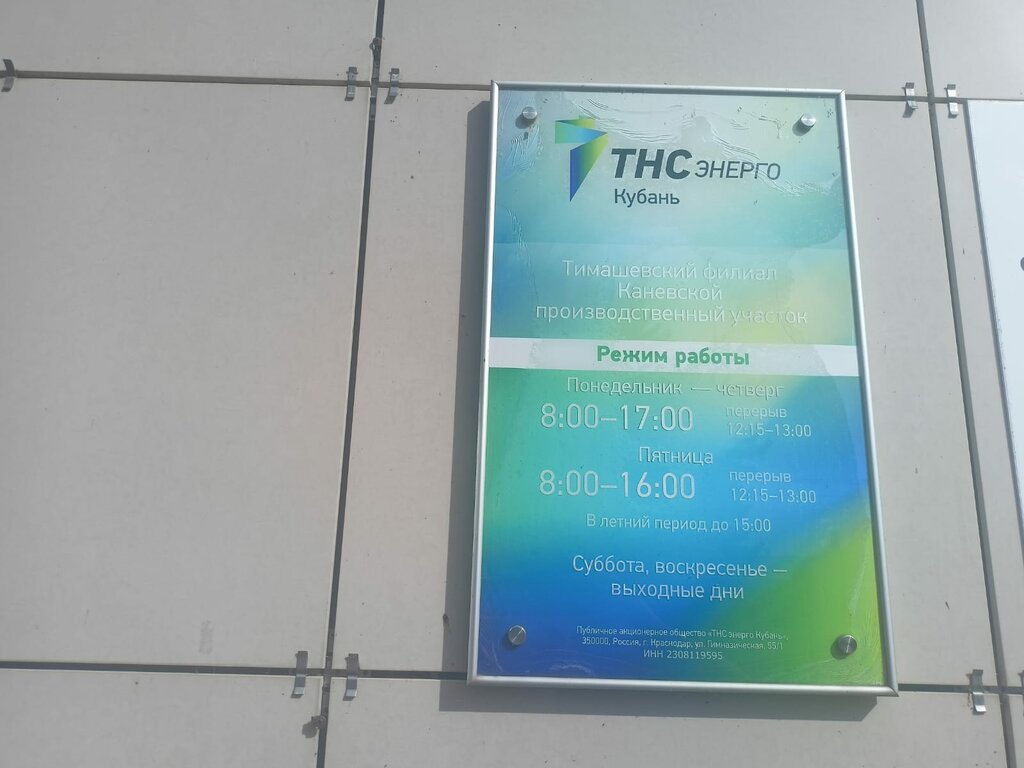 ТНС энерго
Кубань
Тимашевский филиал
Каневской
производственный участок
Режим работы
Понедельник — четверг
8:00–17:00 перерыв
12:15–13:00
Пятница
8:00–16:00 перерыв
12:15–13:00
В летний период до 15:00
Суббота, воскресенье —
выходные дни
Публичное акционерное общество «ТНС энерго Кубань»,
350000, Россия, г. Краснодар, ул. Гимназическая, 55/1
ИНН 2308119595